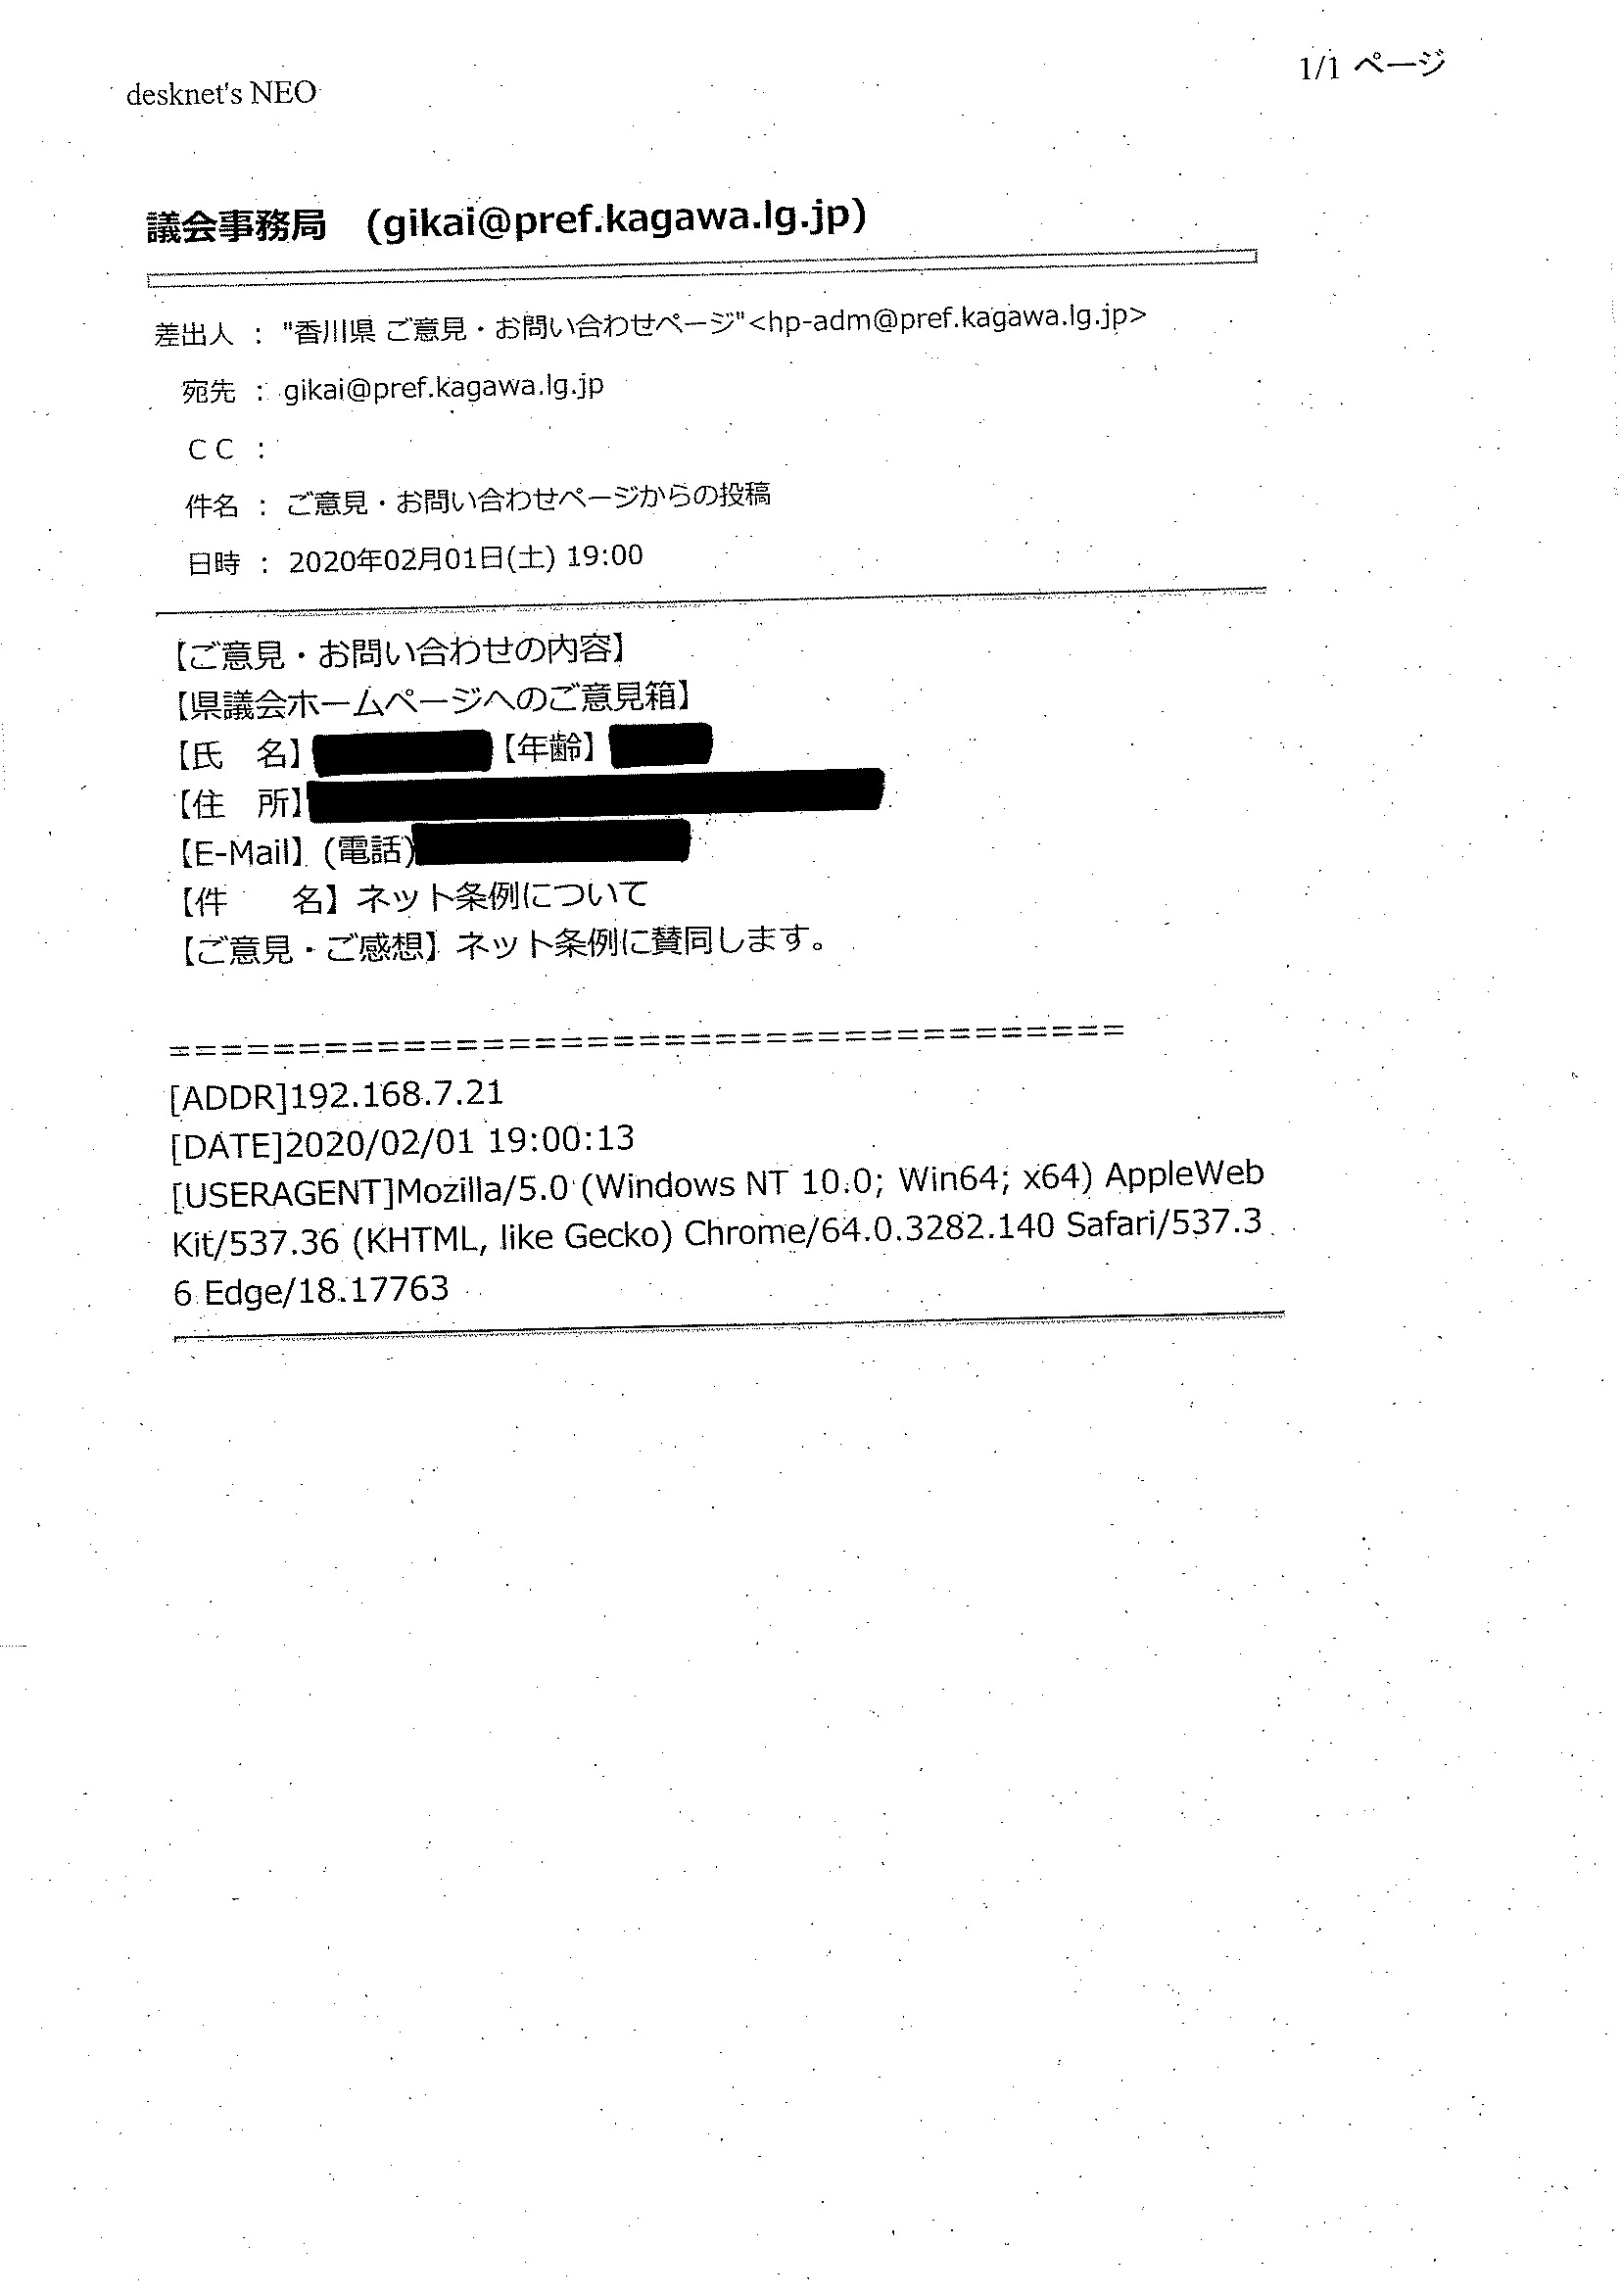 desknet's NEO
1/1 ページ
議会事務局　(gikai@pref.kagawa.lg.jp)
差出人 : "香川県 ご意見・お問い合わせページ"<hp-adm@pref.kagawa.lg.jp>
宛先 : gikai@pref.kagawa.lg.jp
ＣＣ :
件名 : ご意見・お問い合わせページからの投稿
日時 : 2020年02月01日(土) 19:00
【ご意見・お問い合わせの内容】
【県議会ホームページへのご意見箱】
【氏　名】【年齢】
【住　所】
【E-Mail】(電話)
【件　　名】ネット条例について
【ご意見・ご感想】ネット条例に賛同します。
=====================================
[ADDR]192.168.7.21
[DATE]2020/02/01 19:00:13
[USERAGENT]Mozilla/5.0 (Windows NT 10.0; Win64; x64) AppleWeb
Kit/537.36 (KHTML, like Gecko) Chrome/64.0.3282.140 Safari/537.3
6 Edge/18.17763